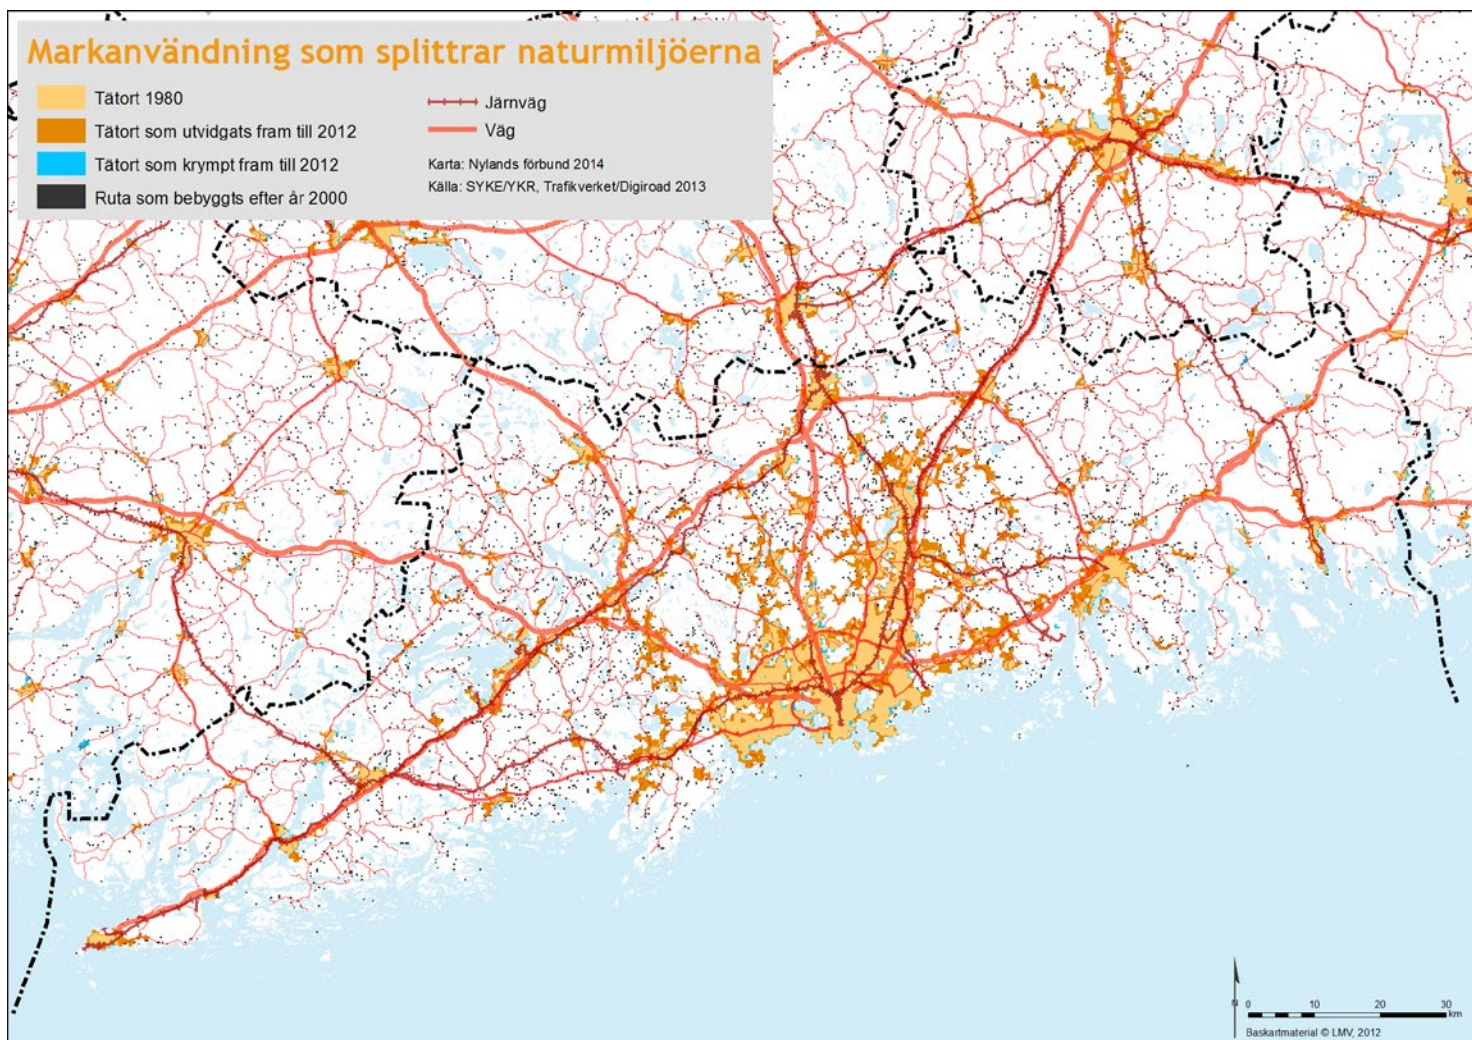 Markanvändning som splittrar naturmiljöerna
Tätort 1980
Tätort som utvidgats fram till 2012
Tätort som krympt fram till 2012
Ruta som bebyggts efter år 2000
Järnväg
Väg
Karta: Nylands förbund 2014
Källa: SYKE/YKR, Trafikverket/Digiroad 2013
N
0 10 20 30
km
Baskartmaterial © LMV, 2012